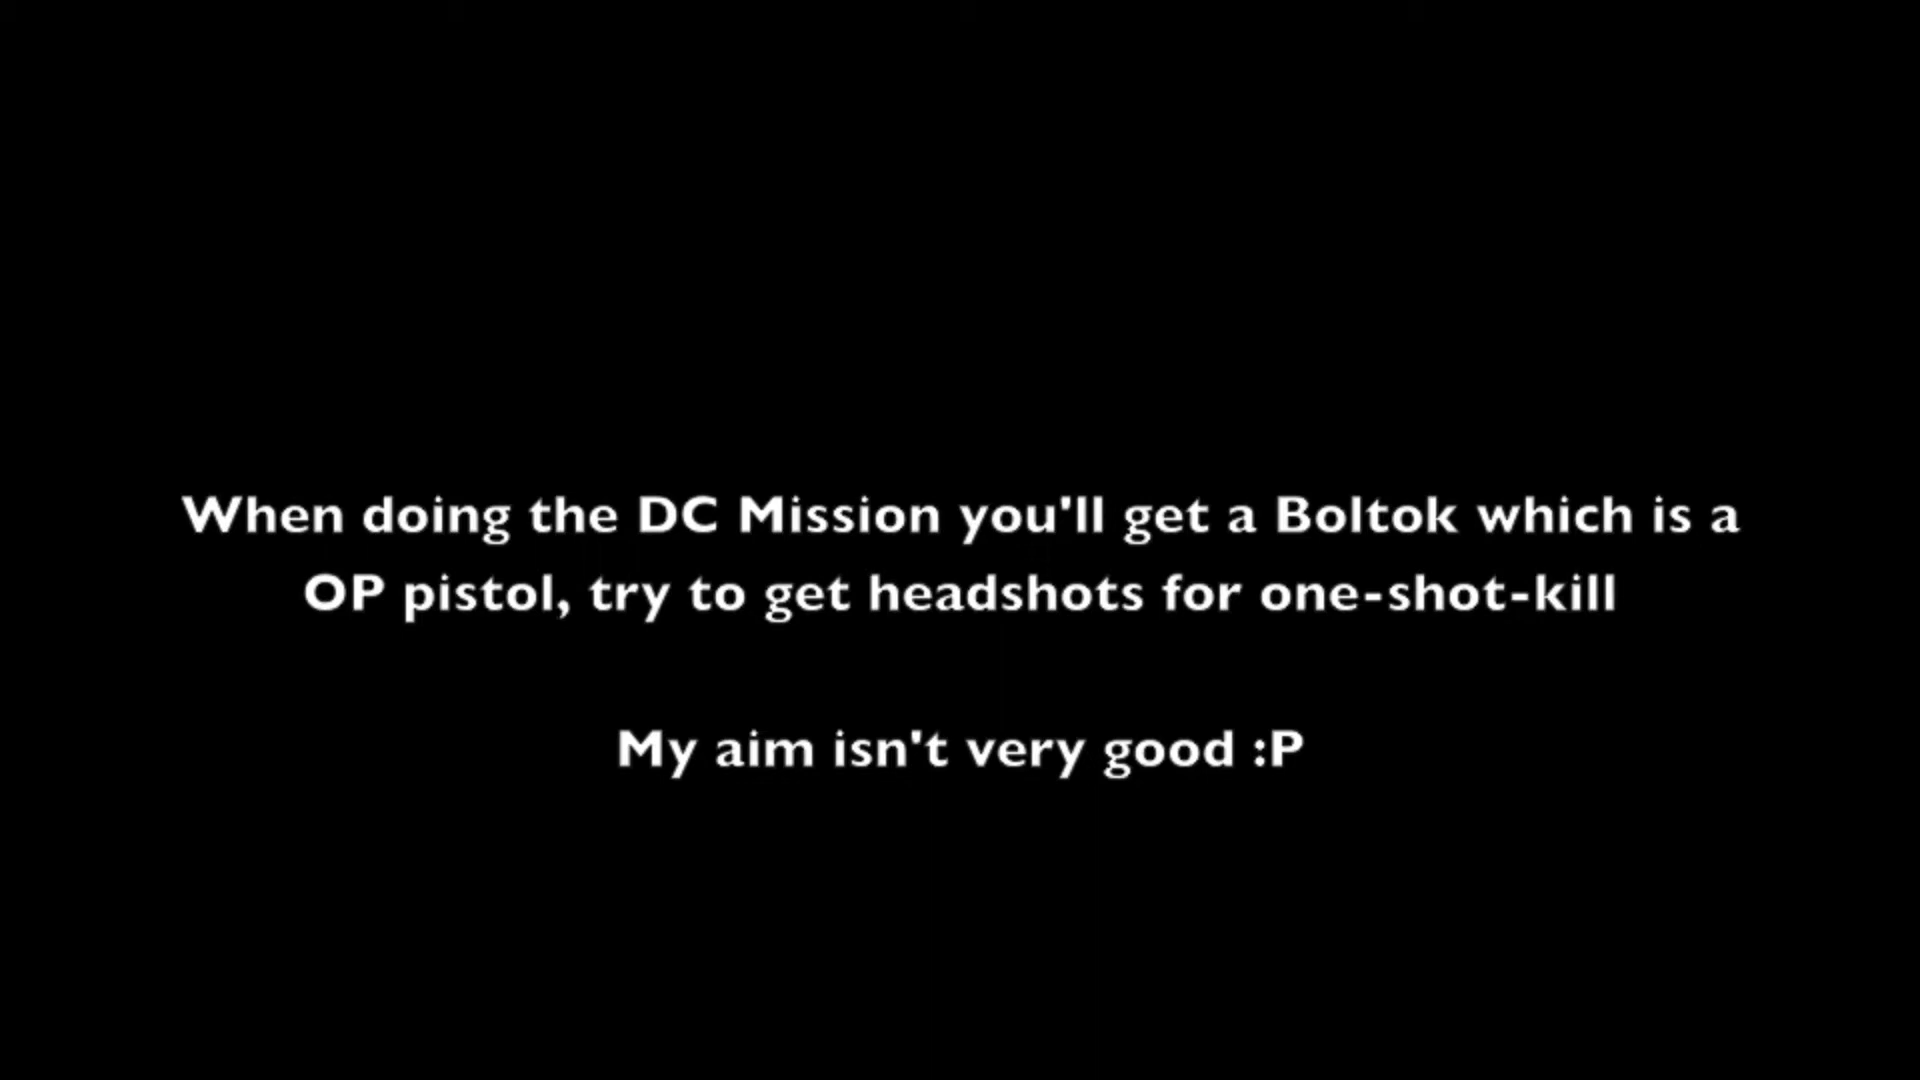 When doing the DC Mission you'll get a Boltok which is a
OP pistol, try to get headshots for one-shot-kill
My aim isn't very good :P